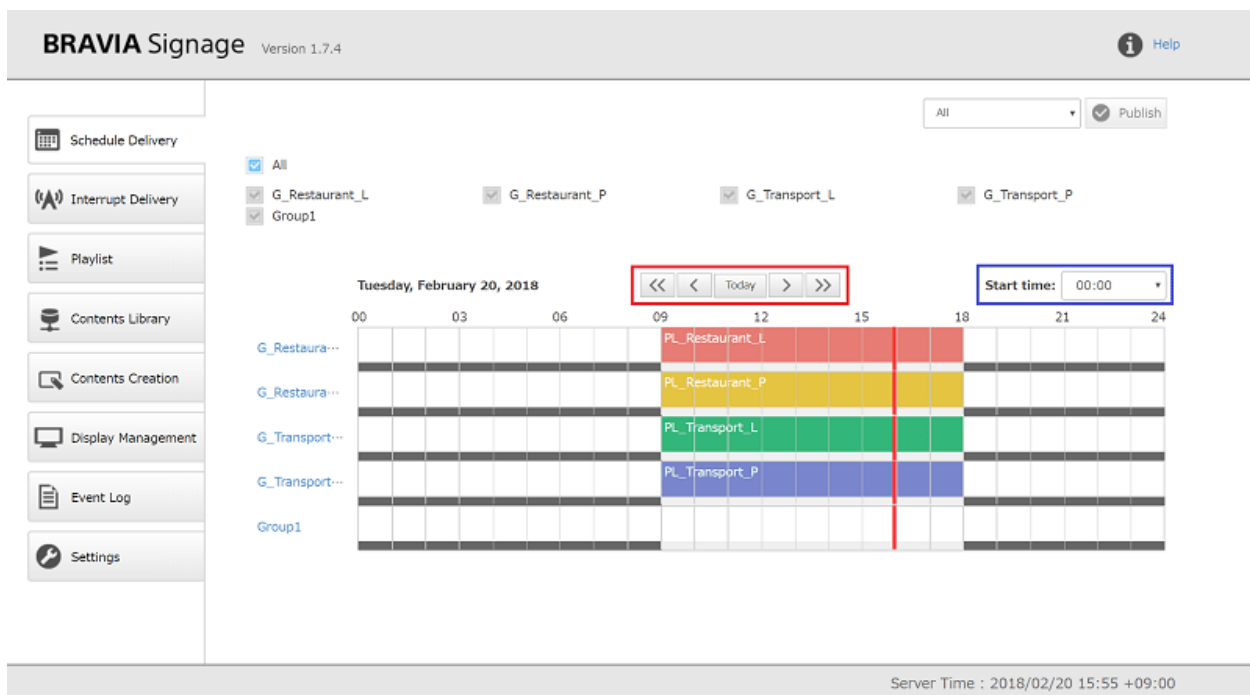 BRAVIA Signage Version 1.7.4
Help
All
Publish
Schedule Delivery
Interrupt Delivery
Playlist
Contents Library
Contents Creation
Display Management
Event Log
Settings
All
G_Restaurant_L G_Restaurant_P G_Transport_L G_Transport_P
Group1
Tuesday, February 20, 2018
<< < Today > >>
Start time: 00:00
00 03 06 09 12 15 18 21 24
G_Restaura··· PL_Restaurant_L
G_Restaura··· PL_Restaurant_P
G_Transport··· PL_Transport_L
G_Transport··· PL_Transport_P
Group1
Server Time : 2018/02/20 15:55 +09:00